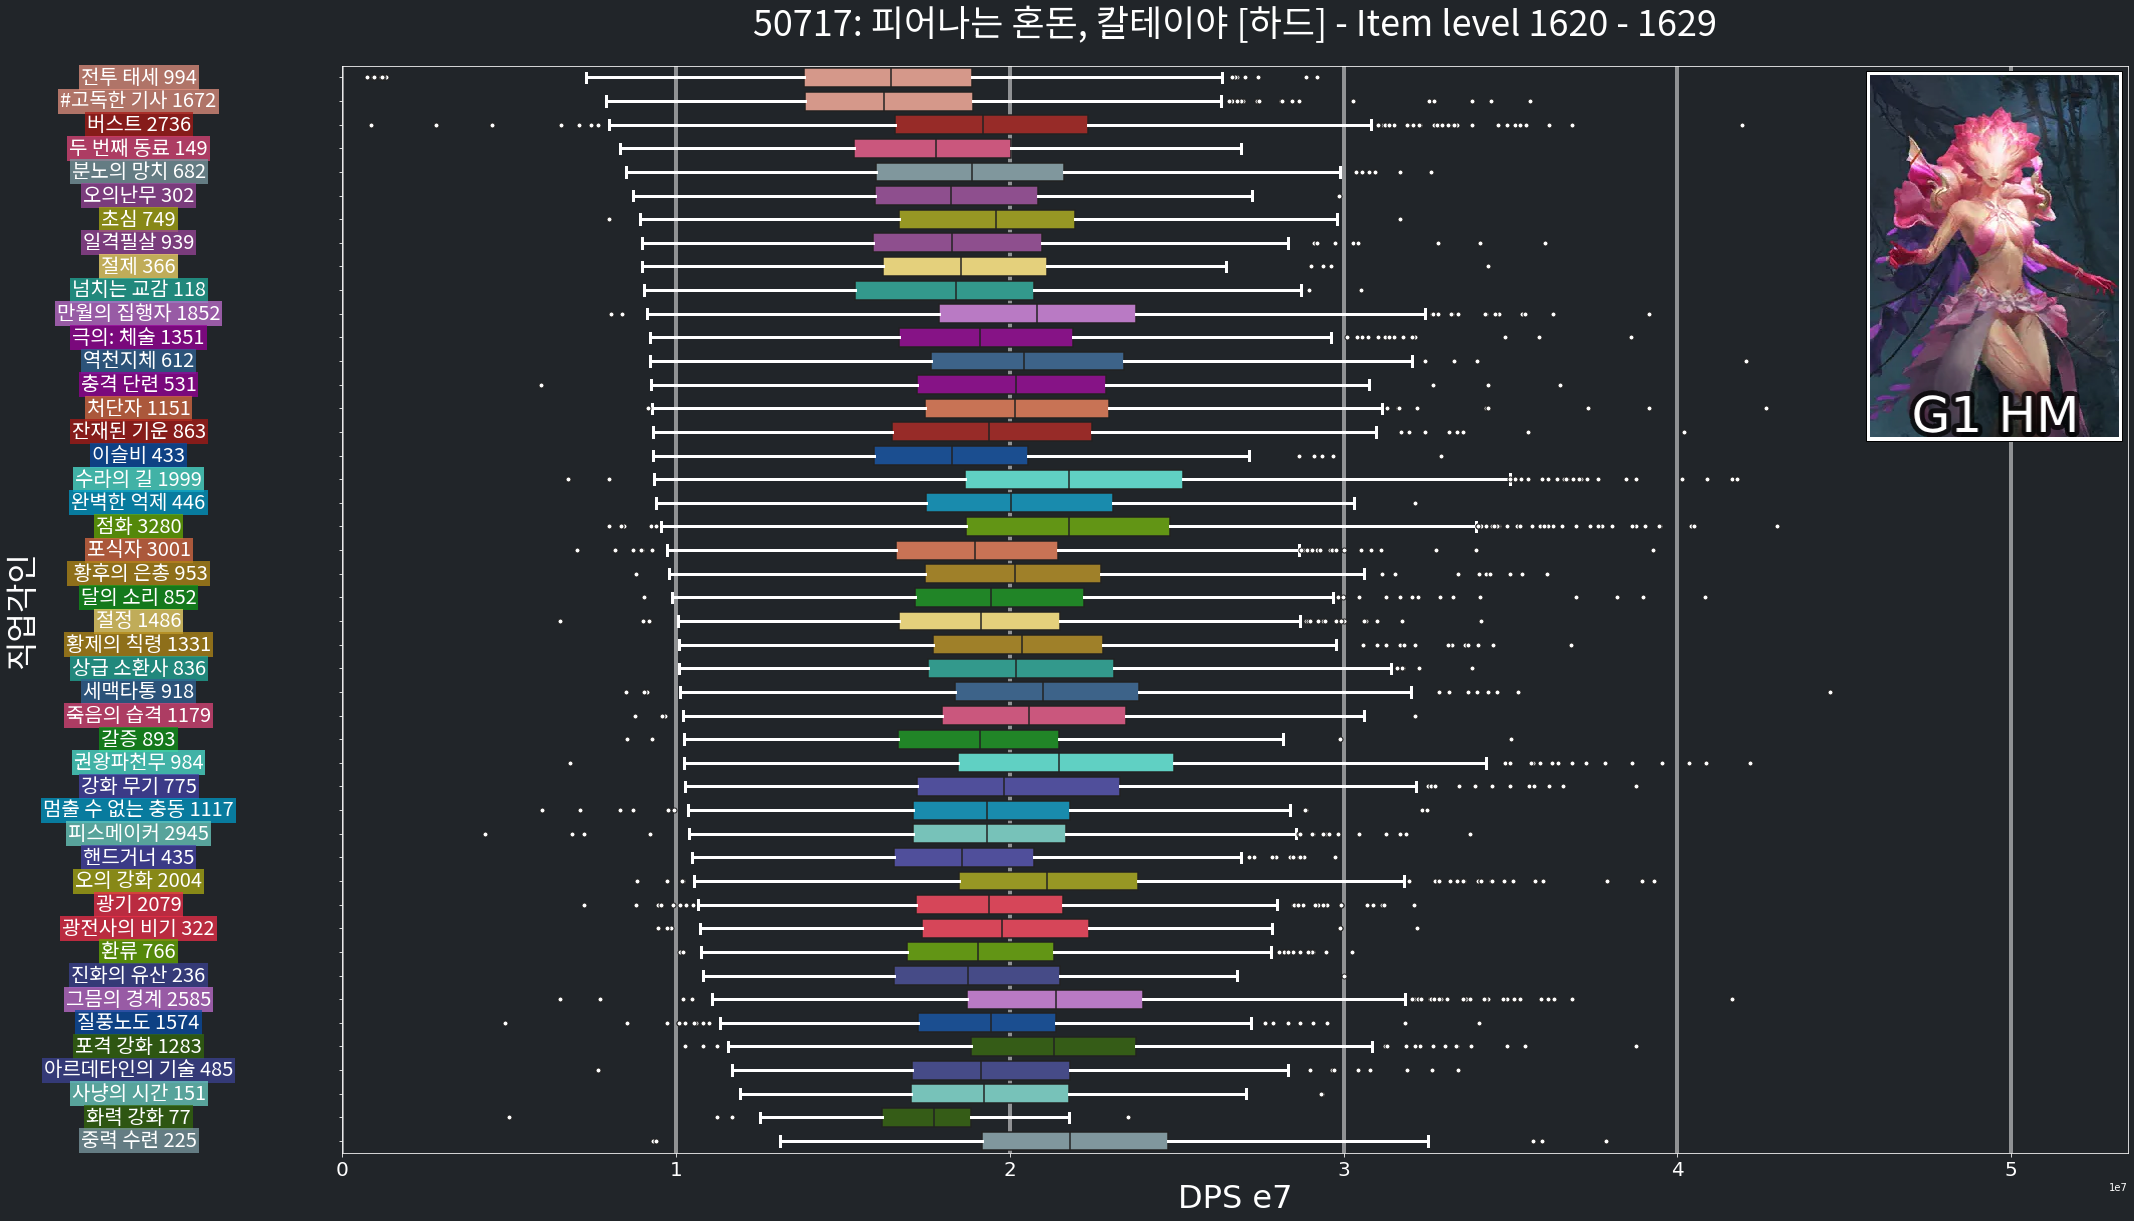 50717: 피어나는 혼돈, 칼테이야 [하드] - Item level 1620 - 1629
전투 태세 994
#고독한 기사 1672
버스트 2736
두 번째 동료 149
분노의 망치 682
오의난무 302
초심 749
일격필살 939
절제 366
넘치는 교감 118
만월의 집행자 1852
극의: 체술 1351
역천지체 612
충격 단련 531
처단자 1151
잔재된 기운 863
이슬비 433
수라의 길 1999
완벽한 억제 446
점화 3280
포식자 3001
황후의 은총 953
달의 소리 852
절정 1486
황제의 칙령 1331
상급 소환사 836
세맥타통 918
죽음의 습격 1179
갈증 893
권왕파천무 984
강화 무기 775
멈출 수 없는 충동 1117
피스메이커 2945
핸드거너 435
오의 강화 2004
광기 2079
광전사의 비기 322
환류 766
진화의 유산 236
그믐의 경계 2585
질풍노도 1574
포격 강화 1283
아르데타인의 기술 485
사냥의 시간 151
화력 강화 77
중력 수련 225
직업각인
G1 HM
0 1 2 3 4 5
DPS e7
1e7